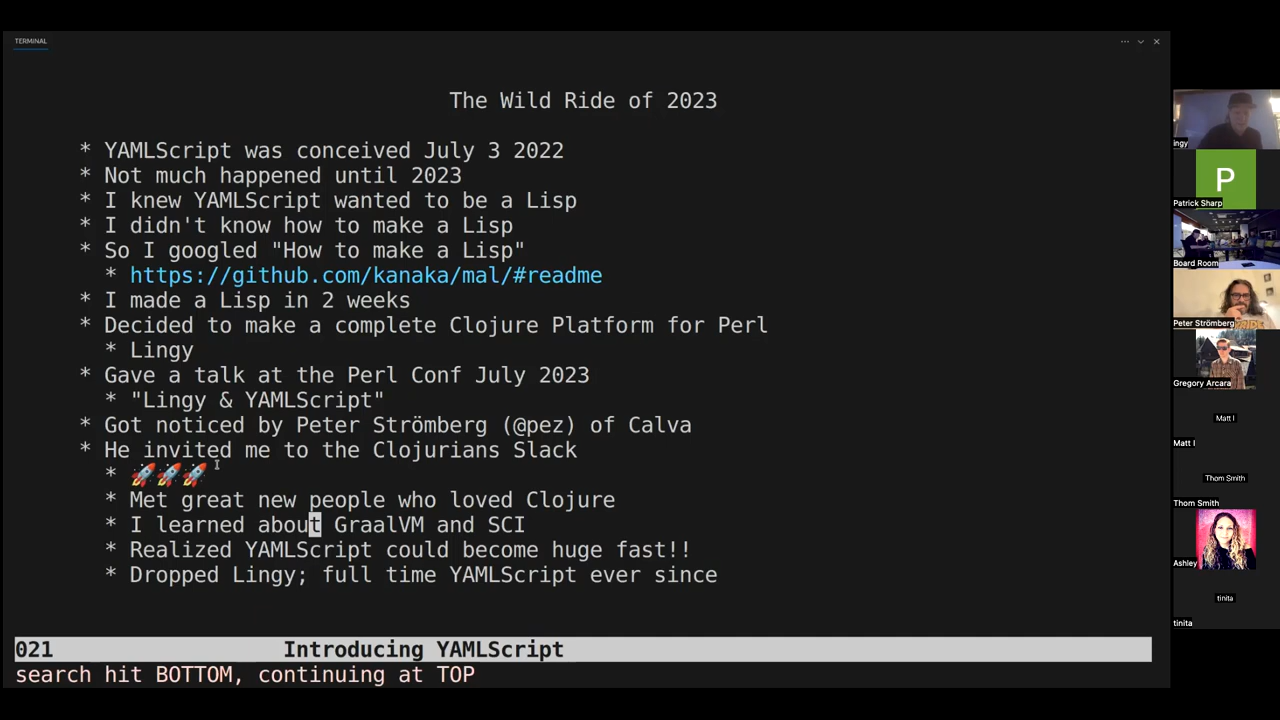 TERMINAL
The Wild Ride of 2023
* YAMLScript was conceived July 3 2022
* Not much happened until 2023
* I knew YAMLScript wanted to be a Lisp
* I didn't know how to make a Lisp
* So I googled "How to make a Lisp"
* https://github.com/kanaka/mal/#readme
* I made a Lisp in 2 weeks
* Decided to make a complete Clojure Platform for Perl
* Lingy
* Gave a talk at the Perl Conf July 2023
* "Lingy & YAMLScript"
* Got noticed by Peter Strömberg (@pez) of Calva
* He invited me to the Clojurians Slack
* 🚀🚀🚀
* Met great new people who loved Clojure
* I learned about GraalVM and SCI
* Realized YAMLScript could become huge fast!!
* Dropped Lingy; full time YAMLScript ever since
021 Introducing YAMLScript
search hit BOTTOM, continuing at TOP
ingy
P
Patrick Sharp
Board Room
Peter Strömberg
Gregory Arcara
Matt I
Matt I
Thom Smith
Thom Smith
Ashley
tinita
tinita